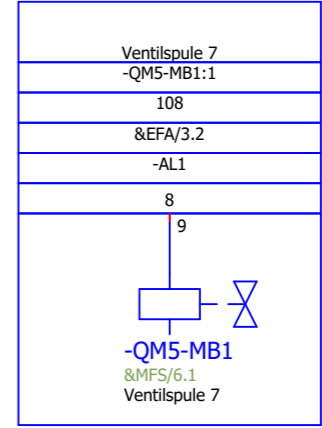 Ventilspule 7
-QM5-MB1:1
108
&EFA/3.2
-AL1
8
9
-QM5-MB1
&MFS/6.1
Ventilspule 7